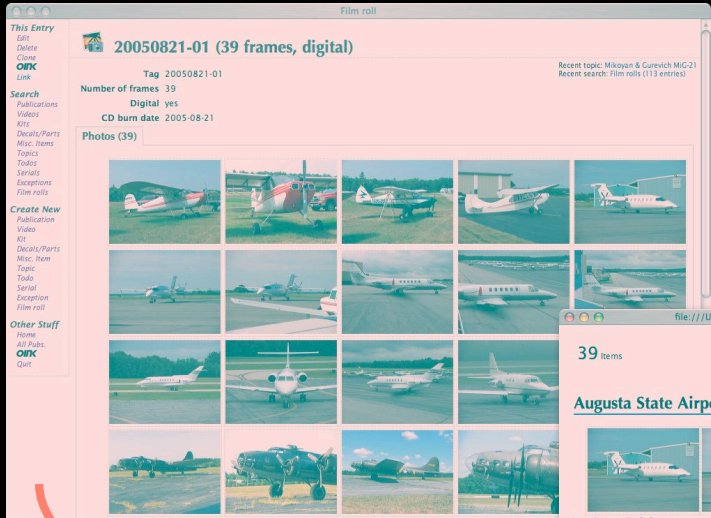 Film roll
This Entry
Edit
Delete
Clone
OINK
Link
Search
Publications
Videos
Kits
Decals/Parts
Misc. Items
Topics
Todos
Serials
Exceptions
Film rolls
Create New
Publication
Video
Kit
Decals/Parts
Misc. Item
Topic
Todo
Serial
Exception
Film roll
Other Stuff
Home
All Pubs.
OINK
Quit
20050821-01 (39 frames, digital)
Recent topic: Mikoyan & Gurevich MiG-21
Recent search: Film rolls (113 entries)
Tag 20050821-01
Number of frames 39
Digital yes
CD burn date 2005-08-21
Photos (39)
file:///U
39 Items
Augusta State Airpo